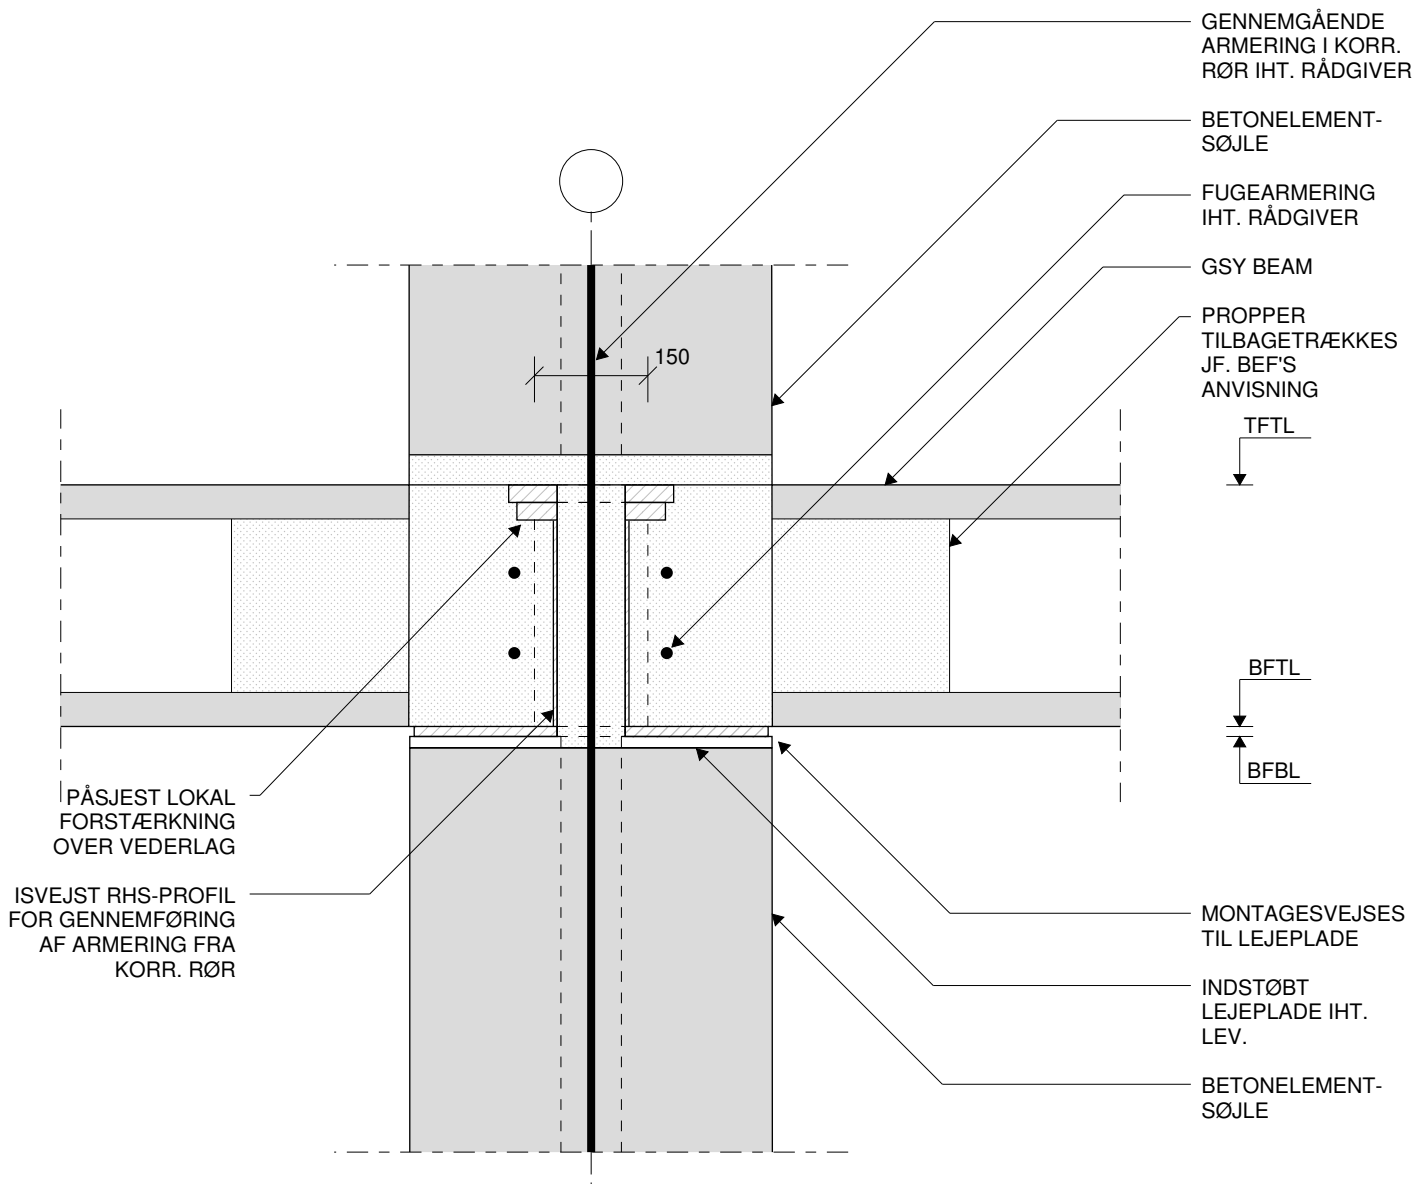 GENNEMGÅENDE
ARMERING I KORR.
RØR IHT. RÅDGIVER
BETONELEMENT-
SØJLE
FUGEARMERING
IHT. RÅDGIVER
GSY BEAM
PROPPER
TILBAGETRÆKKES
JF. BEF'S
ANVISNING
150
TFTL
BFTL
BFBL
PÅSJEST LOKAL
FORSTÆRKNING
OVER VEDERLAG
ISVEJST RHS-PROFIL
FOR GENNEMFØRING
AF ARMERING FRA
KORR. RØR
MONTAGESVEJSES
TIL LEJEPLADE
INDSTØBT
LEJEPLADE IHT.
LEV.
BETONELEMENT-
SØJLE